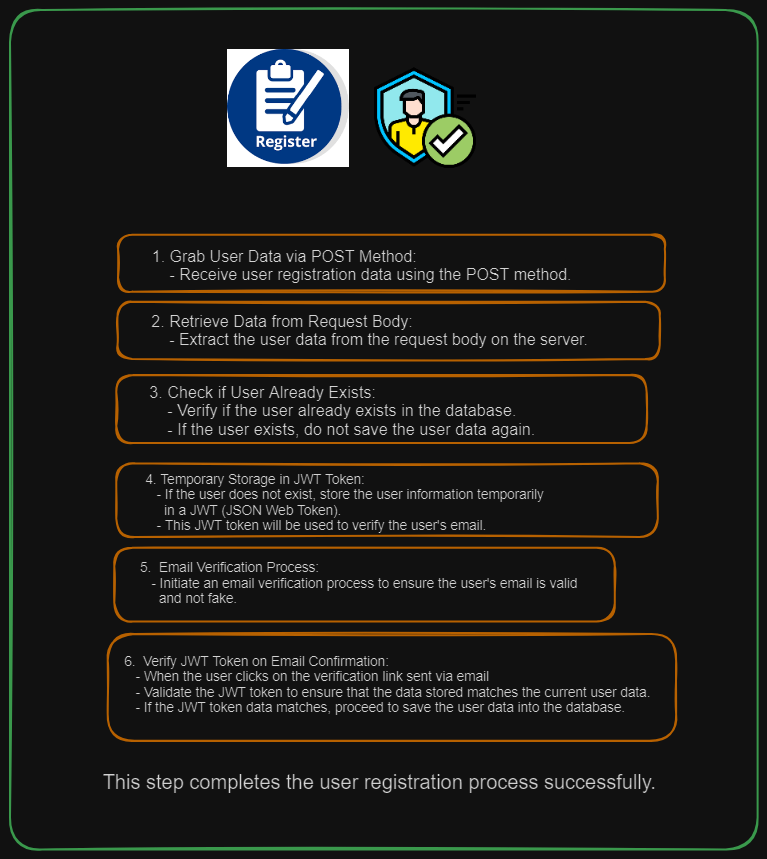 Register
1. Grab User Data via POST Method:
- Receive user registration data using the POST method.
2. Retrieve Data from Request Body:
- Extract the user data from the request body on the server.
3. Check if User Already Exists:
- Verify if the user already exists in the database.
- If the user exists, do not save the user data again.
4. Temporary Storage in JWT Token:
- If the user does not exist, store the user information temporarily
in a JWT (JSON Web Token).
- This JWT token will be used to verify the user's email.
5. Email Verification Process:
- Initiate an email verification process to ensure the user's email is valid
and not fake.
6. Verify JWT Token on Email Confirmation:
- When the user clicks on the verification link sent via email
- Validate the JWT token to ensure that the data stored matches the current user data.
- If the JWT token data matches, proceed to save the user data into the database.
This step completes the user registration process successfully.